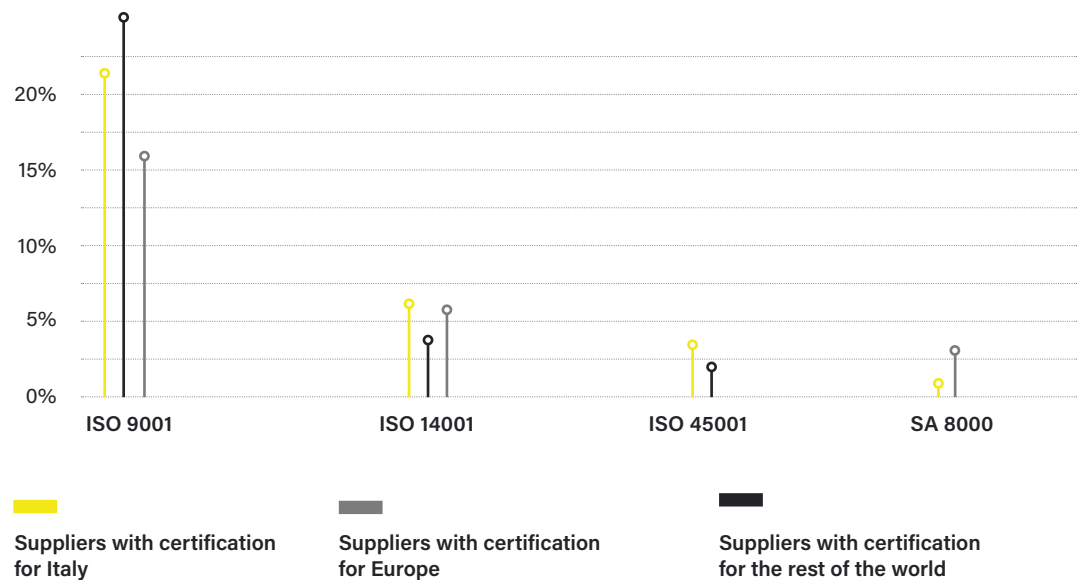 20%
15%
10%
5%
0%
ISO 9001 ISO 14001 ISO 45001 SA 8000
Suppliers with certification
for Italy
Suppliers with certification
for Europe
Suppliers with certification
for the rest of the world